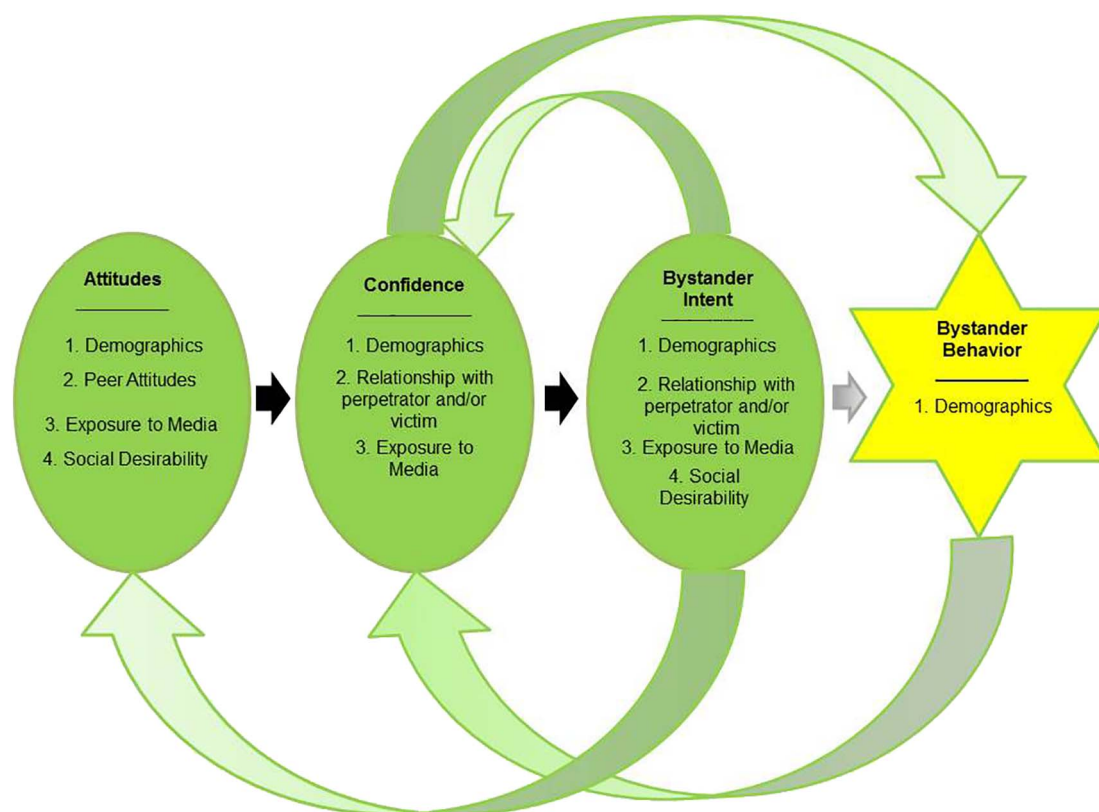 Attitudes
1. Demographics
2. Peer Attitudes
3. Exposure to Media
4. Social Desirability
Confidence
1. Demographics
2. Relationship with
perpetrator and/or
victim
3. Exposure to
Media
Bystander
Intent
1. Demographics
2. Relationship with
perpetrator and/or
victim
3. Exposure to Media
4. Social
Desirability
Bystander
Behavior
1. Demographics